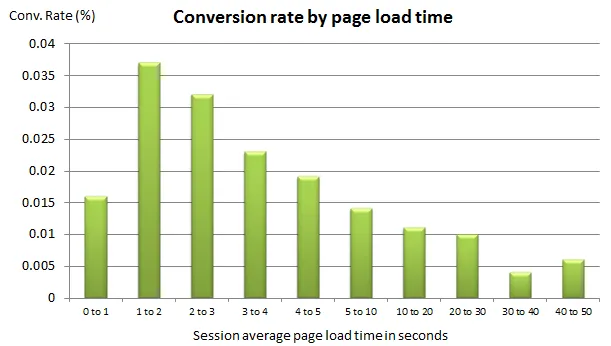 Conv. Rate (%)
Conversion rate by page load time
0.04
0.035
0.03
0.025
0.02
0.015
0.01
0.005
0
0 to 1 1 to 2 2 to 3 3 to 4 4 to 5 5 to 10 10 to 20 20 to 30 30 to 40 40 to 50
Session average page load time in seconds